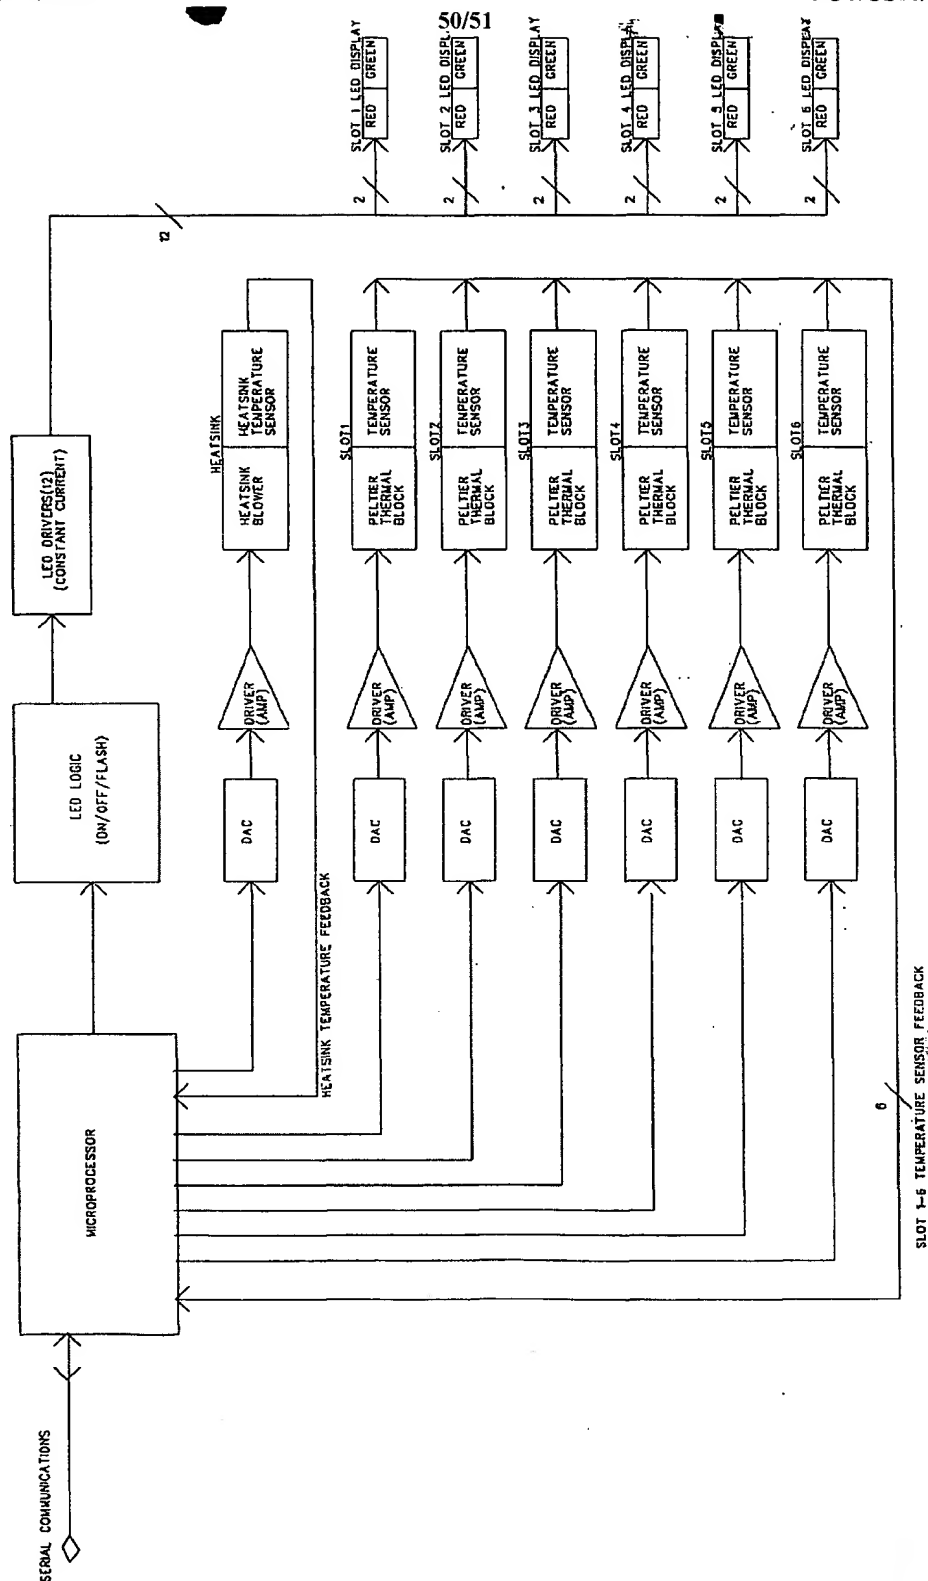 50/51
SERIAL COMMUNICATIONS
MICROPROCESSOR
LED LOGIC
(ON/OFF/FLASH)
LED DRIVERS(12)
(CONSTANT CURRENT)
12
SLOT 1 LED DISPLAY
RED
GREEN
2
SLOT 2 LED DISPL
RED
GREEN
2
SLOT 3 LED DISPLAY
RED
GREEN
2
SLOT 4 LED DISPLAY
RED
GREEN
2
SLOT 5 LED DISPLAY
RED
GREEN
2
SLOT 6 LED DISPLAY
RED
GREEN
2
DAC
DRIVER
(AMP)
HEATSINK
HEATSINK
BLOWER
HEATSINK
TEMPERATURE
SENSOR
HEATSINK TEMPERATURE FEEDBACK
DAC
DRIVER
(AMP)
SLOT1
PELTIER
THERMAL
BLOCK
TEMPERATURE
SENSOR
DAC
DRIVER
(AMP)
SLOT2
PELTIER
THERMAL
BLOCK
TEMPERATURE
SENSOR
DAC
DRIVER
(AMP)
SLOT3
PELTIER
THERMAL
BLOCK
TEMPERATURE
SENSOR
DAC
DRIVER
(AMP)
SLOT4
PELTIER
THERMAL
BLOCK
TEMPERATURE
SENSOR
DAC
DRIVER
(AMP)
SLOT5
PELTIER
THERMAL
BLOCK
TEMPERATURE
SENSOR
DAC
DRIVER
(AMP)
SLOT6
PELTIER
THERMAL
BLOCK
TEMPERATURE
SENSOR
6
SLOT 1-6 TEMPERATURE SENSOR FEEDBACK